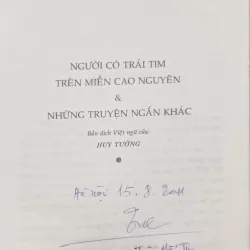 NGƯỜI CÓ TRÁI TIM
TRÊN MIỀN CAO NGUYÊN
&
NHỮNG TRUYỆN NGẮN KHÁC
Bản dịch Việt ngữ của:
HUY TƯỞNG
Hà nội 15.8.2011